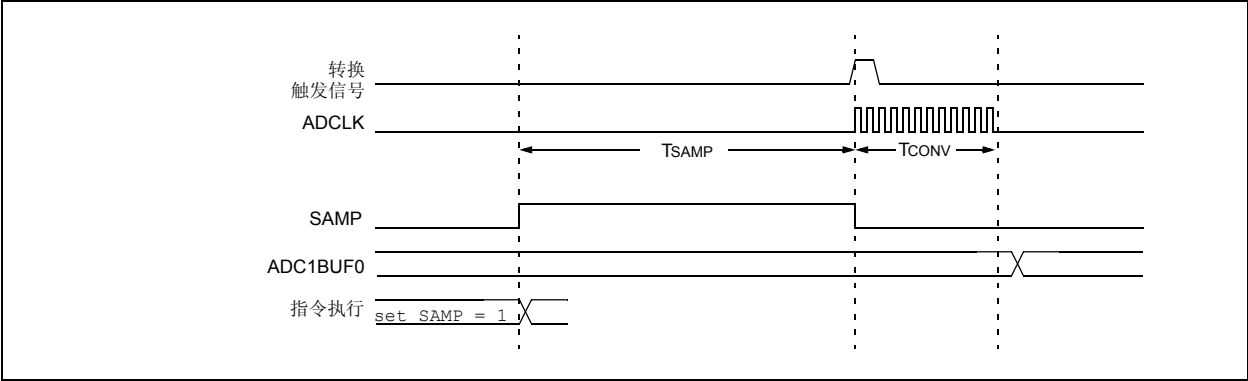 转换
触发信号
ADCLK
TSAMP
TCONV
SAMP
ADC1BUF0
指令执行
set SAMP = 1